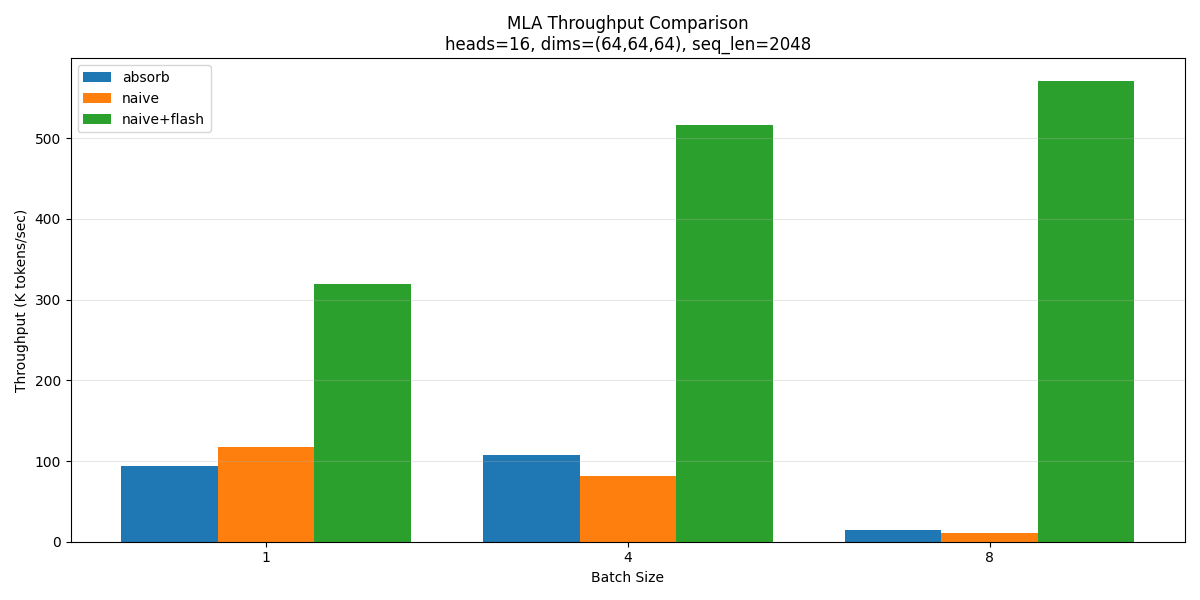 MLA Throughput Comparison
heads=16, dims=(64,64,64), seq_len=2048
absorb
naive
naive+flash
Throughput (K tokens/sec)
500
400
300
200
100
0
1
4
8
Batch Size